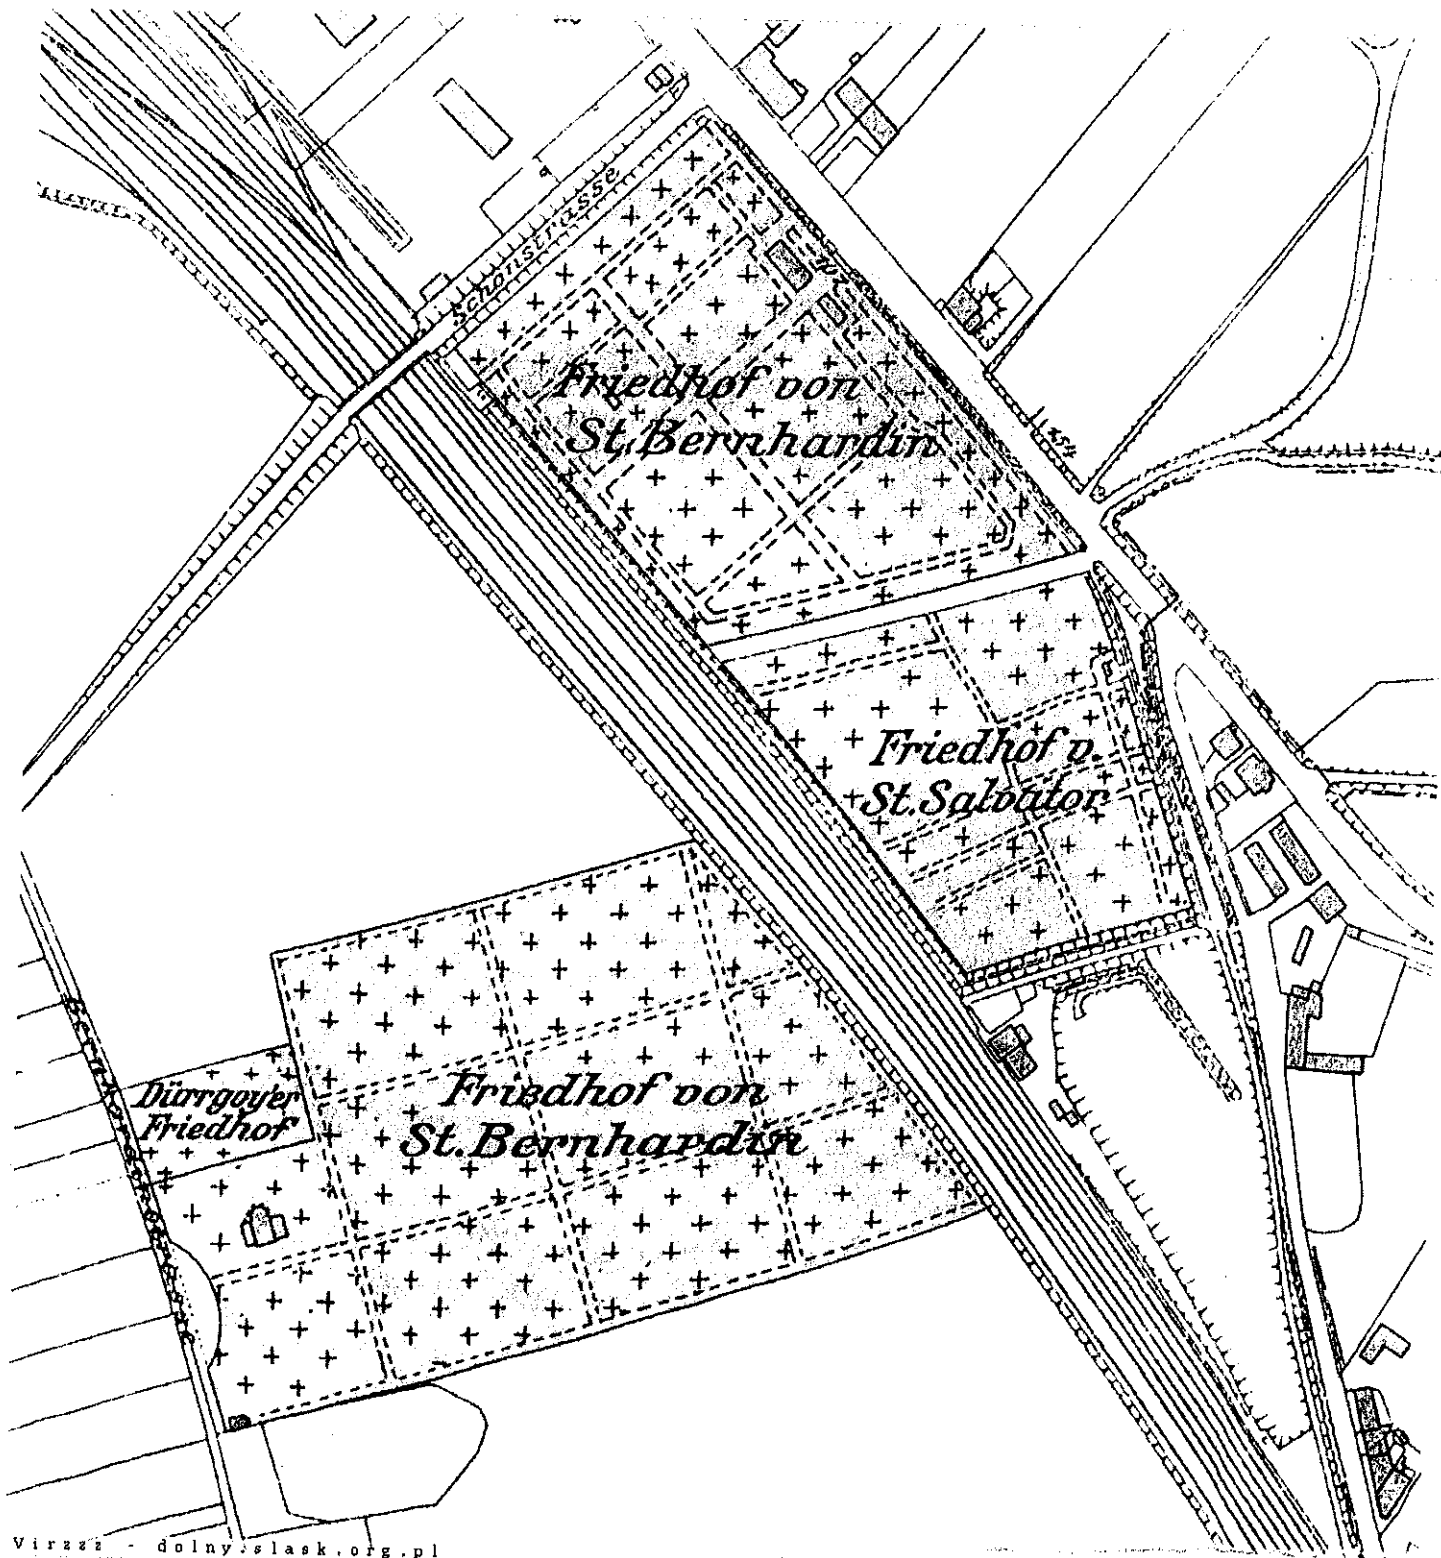 Schönstrasse
Friedhof von
St. Bernhardin
Friedhof v.
St. Salvator
Dürrgoyer
Friedhof
Friedhof von
St. Bernhardin
Virzzz - dolny.slask.org.pl